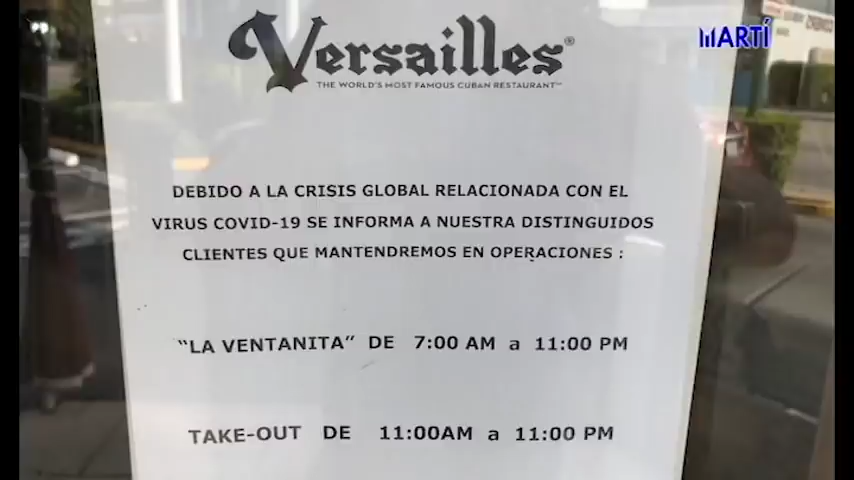 MARTÍ
Versailles®
THE WORLD'S MOST FAMOUS CUBAN RESTAURANT™
DEBIDO A LA CRISIS GLOBAL RELACIONADA CON EL
VIRUS COVID-19 SE INFORMA A NUESTRA DISTINGUIDOS
CLIENTES QUE MANTENDREMOS EN OPERACIONES :
"LA VENTANITA" DE 7:00 AM a 11:00 PM
TAKE-OUT DE 11:00AM a 11:00 PM